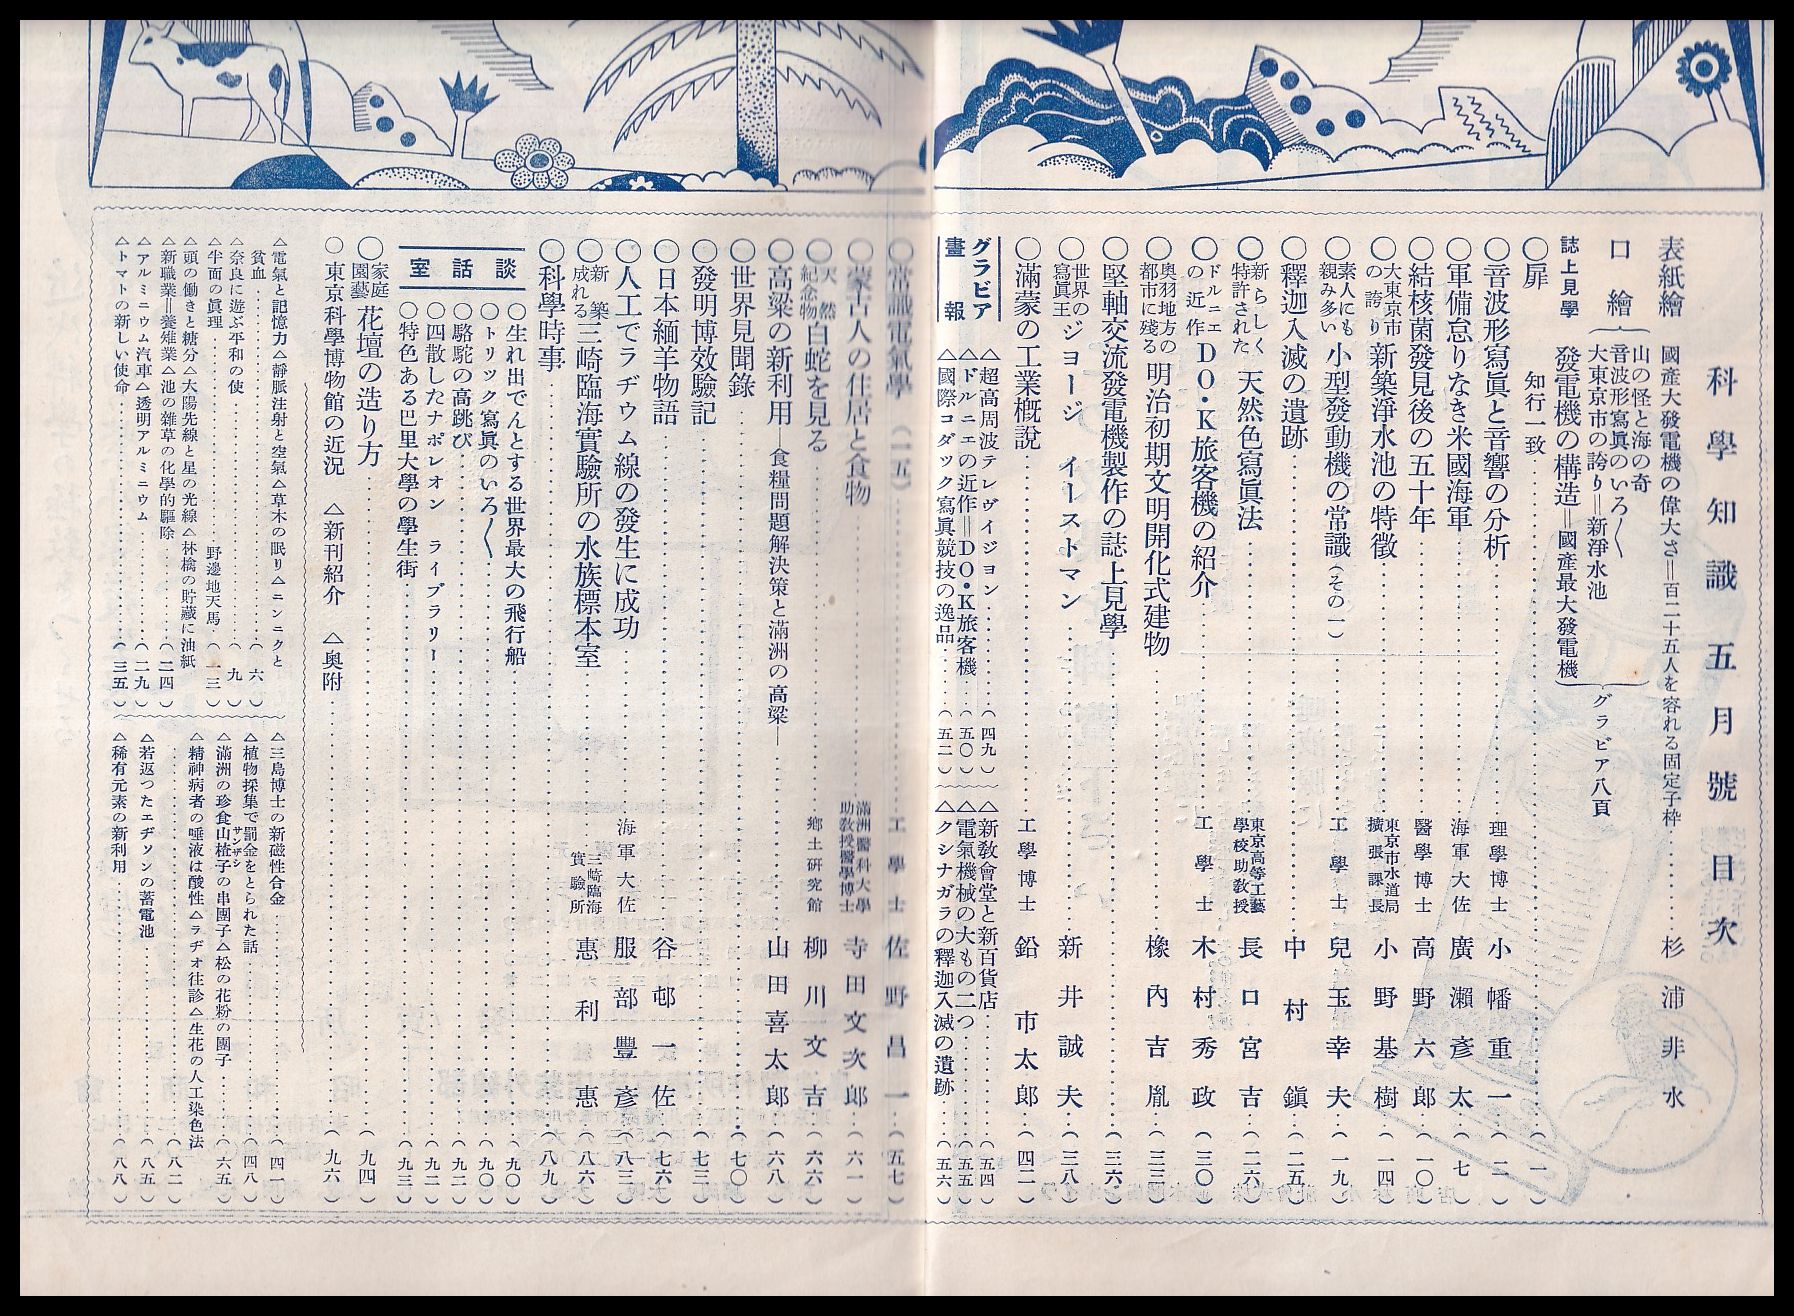 科學知識五月號目次
表紙繪 國產大發電機の偉大さ＝百二十五人を容れる固定子枠……杉浦非水
口繪
山の怪と海の奇
音波形寫眞のいろ〳〵
大東京市の誇り＝新淨水池
誌上見學 發電機の構造＝國產最大發電機
グラビア八頁
○扉 知行一致……(一)
○音波形寫眞と音響の分析……理學博士 小幡重一…(二)
○軍備怠りなき米國海軍……海軍大佐 廣瀨彥太…(七)
○結核菌發見後の五十年……醫學博士 高野六郎…(一〇)
○大東京市の誇り 新築淨水池の特徵……東京市水道局擴張課長 小野基樹…(一四)
○素人にも親み多い 小型發動機の常識(その一)……工學士 兒玉幸夫…(一九)
○釋迦入滅の遺跡……中村鎭…(二五)
○新らしく特許された 天然色寫眞法……東京高等工藝學校助敎授 長口宮吉…(二六)
○ドルニエの近作 DO・K旅客機の紹介……工學士 木村秀政…(三〇)
○奧羽地方の都市に殘る 明治初期文明開化式建物……橡內吉胤…(三三)
○堅軸交流發電機製作の誌上見學……(三六)
○世界の寫眞王 ジョージ イーストマン……新井誠夫…(三八)
○滿蒙の工業槪說……工學博士 鉛市太郎…(四二)
グラビア畫報
△超高周波テレヴイジヨン……(四九)
△ドルニエの近作＝DO・K旅客機……(五〇)
△國際コダック寫眞競技の逸品……(五二)
△新敎會堂と新百貨店……(五四)
△電氣機械の大もの二つ……(五五)
△クシナガラの釋迦入滅の遺跡……(五六)
○常識電氣學(一五)……工學士 佐野昌一…(五七)
○蒙古人の住居と食物……滿洲醫科大學助敎授醫學博士 寺田文次郎…(六一)
○天然紀念物 白蛇を見る……鄕土硏究館 柳川文吉…(六六)
○高粱の新利用―食糧問題解決策と滿洲の高粱―……山田喜太郎…(六八)
○世界見聞錄……(七〇)
○發明博效驗記……(七三)
○日本緬羊物語……谷邨一佐…(七六)
○人工でラヂウム線の發生に成功……海軍大佐 服部豐彥…(八三)
○新築成れる 三崎臨海實驗所の水族標本室……三崎臨海實驗所 惠利惠…(八六)
○科學時事……(八九)
談話室
○生れ出でんとする世界最大の飛行船……(九〇)
○トリック寫眞のいろ〳〵……(九〇)
○駱駝の高跳び……(九二)
○四散したナポレオン ライブラリー……(九二)
○特色ある巴里大學の學生街……(九三)
○家庭園藝 花壇の造り方……(九四)
○東京科學博物館の近況 △新刊紹介 △奧附……(九六)
△電氣と記憶力△靜脈注射と空氣△草木の眠り△ニンニクと
貧血……(六)
△奈良に遊ぶ平和の使……(九)
△半面の眞理……野邊地天馬(一三)
△頭の働きと糖分△大陽先線と星の光線△林檎の貯藏に油紙
△新職業―養雉業△池の雜草の化學的驅除……(二四)
△アルミニウム汽車△透明アルミニウム……(二九)
△トマトの新しい使命……(三五)
△三島博士の新磁性合金……(四一)
△植物採集で罰金をとられた話……(四八)
△滿洲の珍食山楂子サンザシの串團子△松の花粉の團子……(六五)
△精神病者の唾液は酸性△ラヂオ往診△生花の人工染色法
……(八二)
△若返つたエヂソンの蓄電池……(八五)
△稀有元素の新利用……(八八)